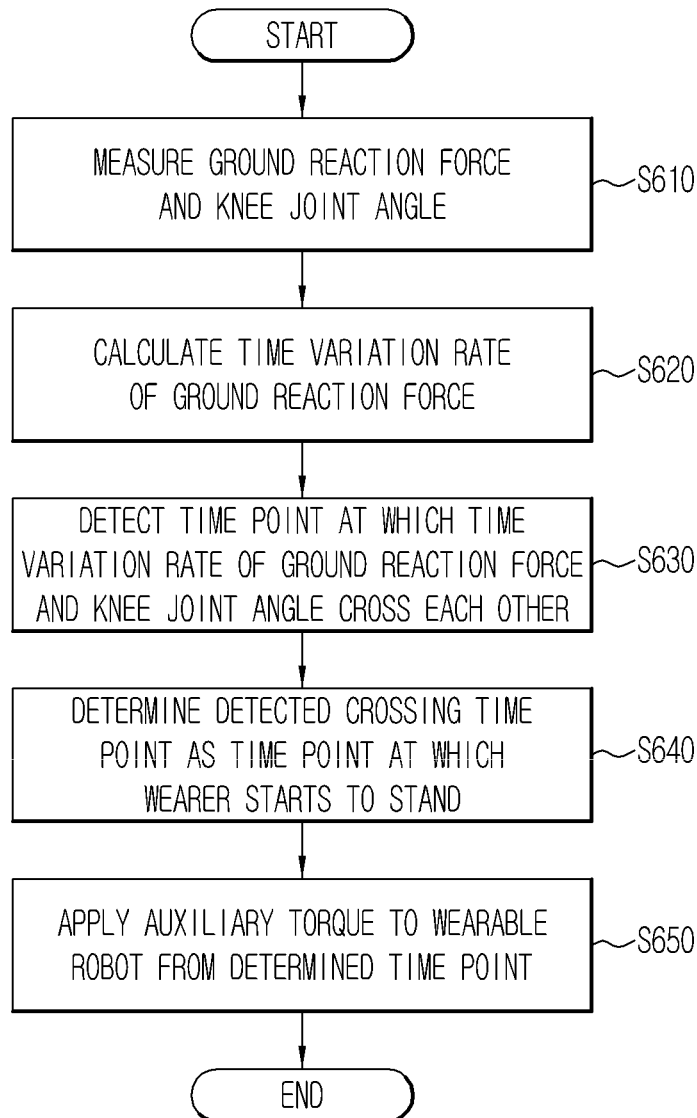 START
MEASURE GROUND REACTION FORCE
AND KNEE JOINT ANGLE
S610
CALCULATE TIME VARIATION RATE
OF GROUND REACTION FORCE
S620
DETECT TIME POINT AT WHICH TIME
VARIATION RATE OF GROUND REACTION FORCE
AND KNEE JOINT ANGLE CROSS EACH OTHER
S630
DETERMINE DETECTED CROSSING TIME
POINT AS TIME POINT AT WHICH
WEARER STARTS TO STAND
S640
APPLY AUXILIARY TORQUE TO WEARABLE
ROBOT FROM DETERMINED TIME POINT
S650
END